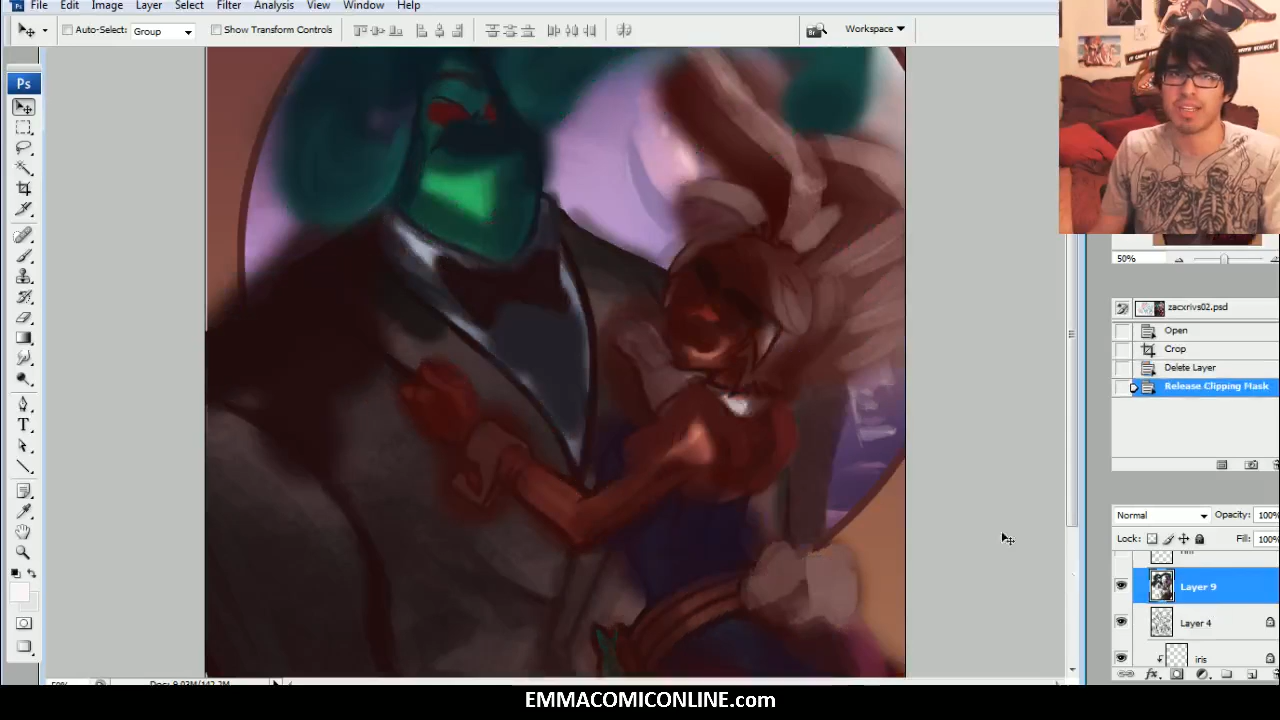 File Edit Image Layer Select Filter Analysis View Window Help
Auto-Select: Group Show Transform Controls Workspace
Ps
50%
zacxrivs02.psd
Open
Crop
Delete Layer
Release Clipping Mask
Normal Opacity: 100%
Lock: Fill: 100%
Layer 9
Layer 4
iris
T
EMMACOMICONLINE.com